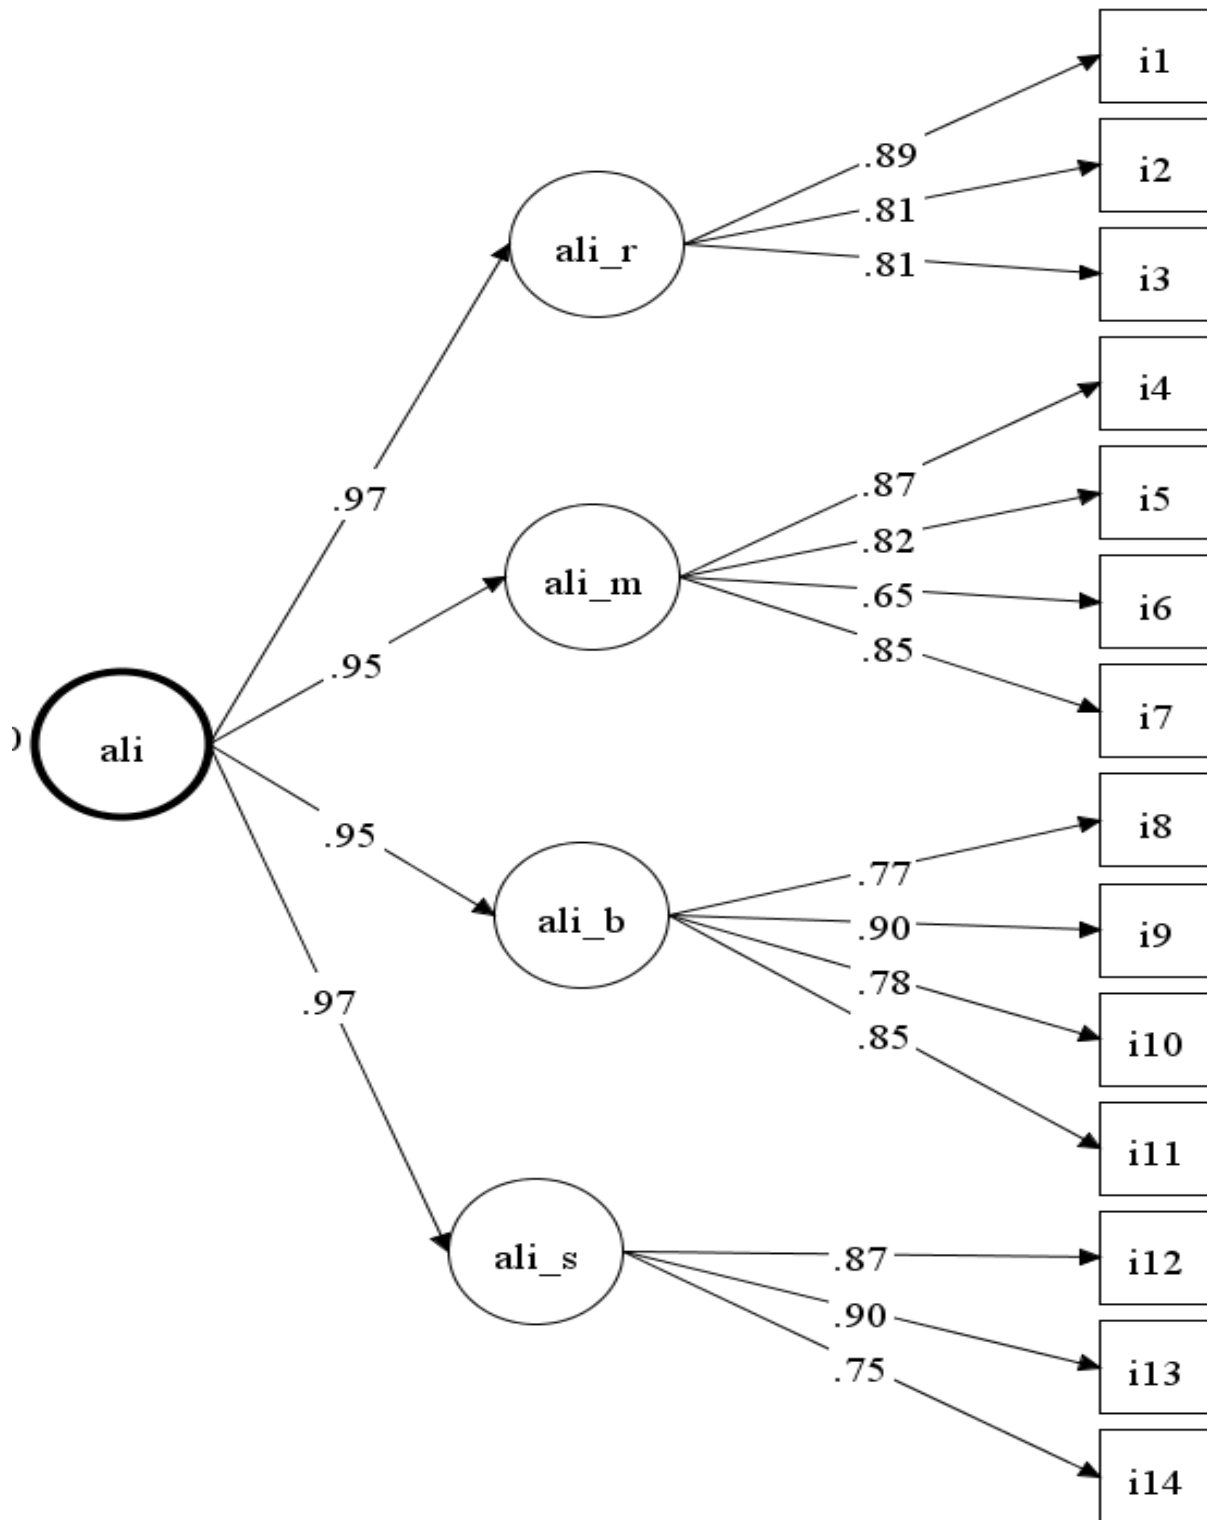 i1
.89
i2
.81
ali_r
i3
.81
i4
.97
.87
i5
.82
ali_m
i6
.65
.85
.95
i7
ali
i8
.95
.77
ali_b
.90
i9
.78
.97
.85
i10
i11
ali_s
.87
i12
.90
.75
i13
i14